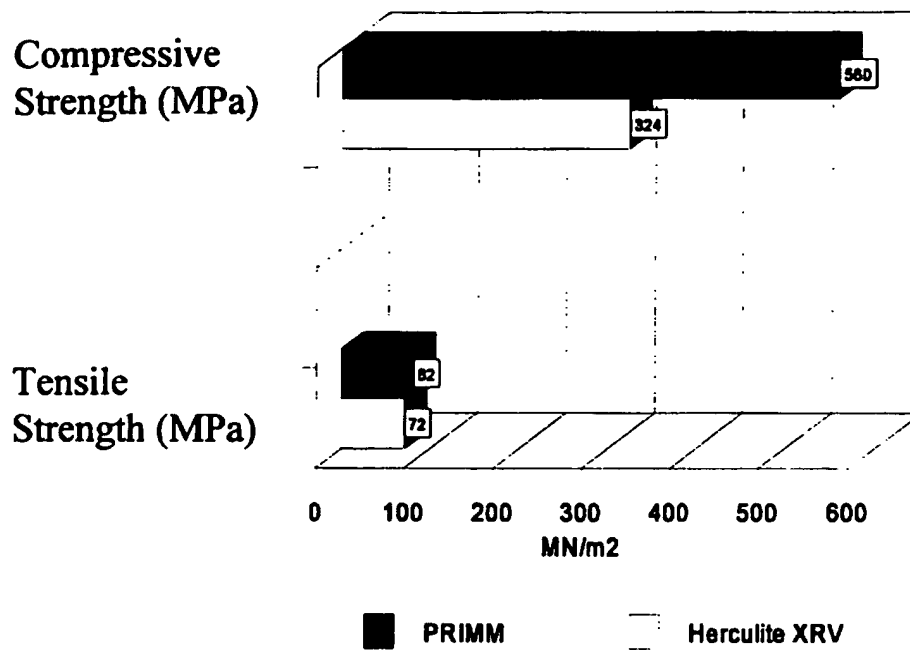 Compressive
Strength (MPa)
560
324
Tensile
Strength (MPa)
82
72
0 100 200 300 400 500 600
MN/m2
PRIMM Herculite XRV